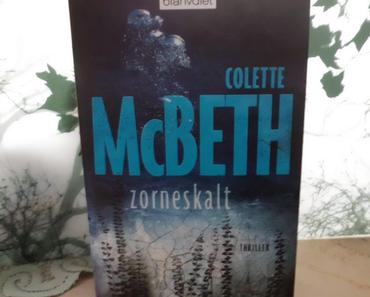 blanvalet
COLETTE
McBETH
zorneskalt
THRILLER